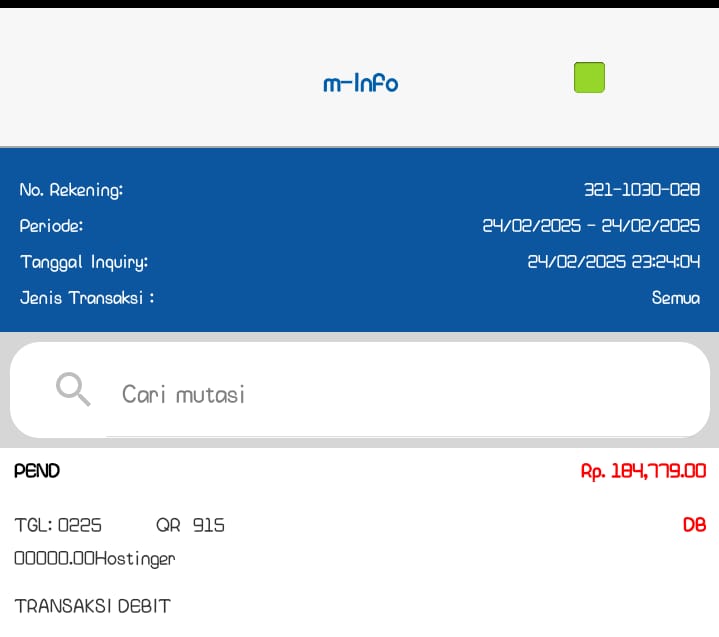 m-Info
No. Rekening: 321-1030-028
Periode: 24/02/2025 - 24/02/2025
Tanggal Inquiry: 24/02/2025 23:24:04
Jenis Transaksi : Semua
Cari mutasi
PEND Rp. 184,779.00
TGL: 0225 QR 915 DB
00000.00Hostinger
TRANSAKSI DEBIT